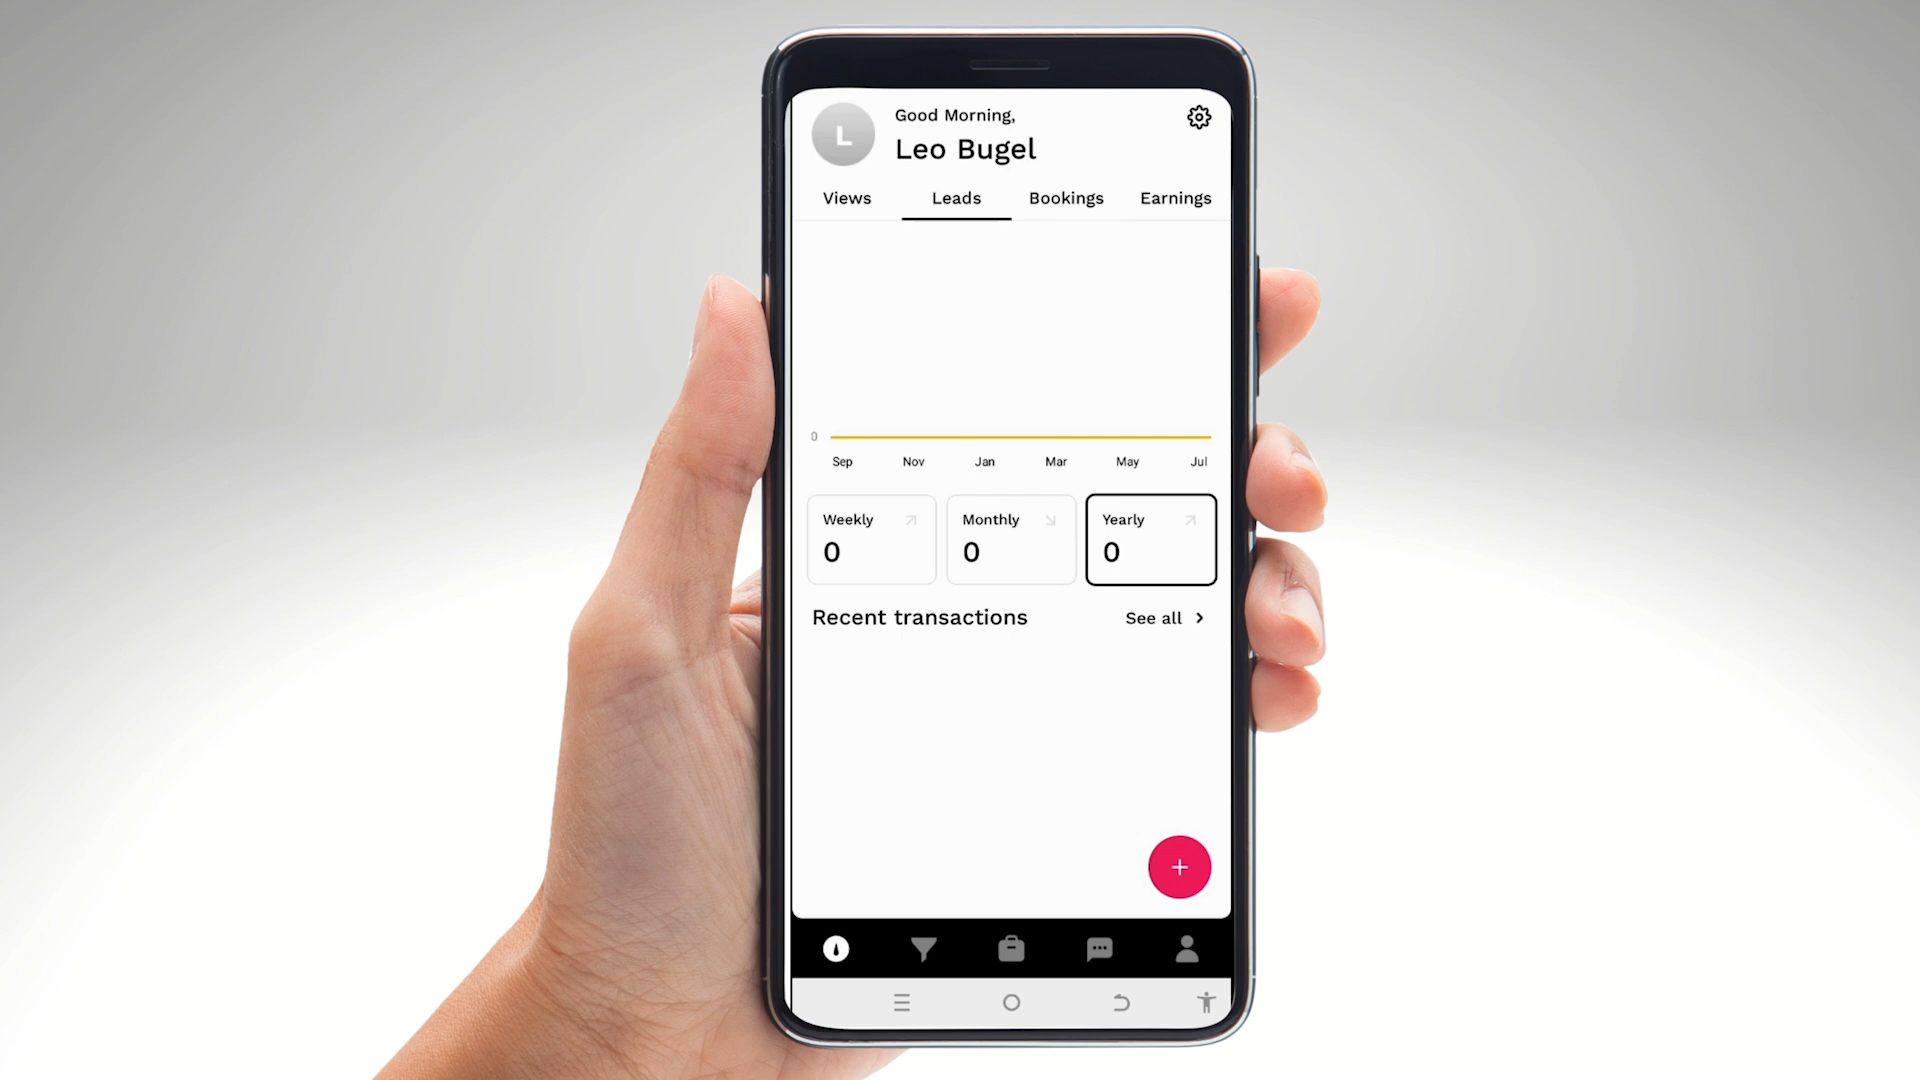 L
Good Morning,
Leo Bugel
Views Leads Bookings Earnings
0
Sep Nov Jan Mar May Jul
Weekly Monthly Yearly
0 0 0
Recent transactions See all